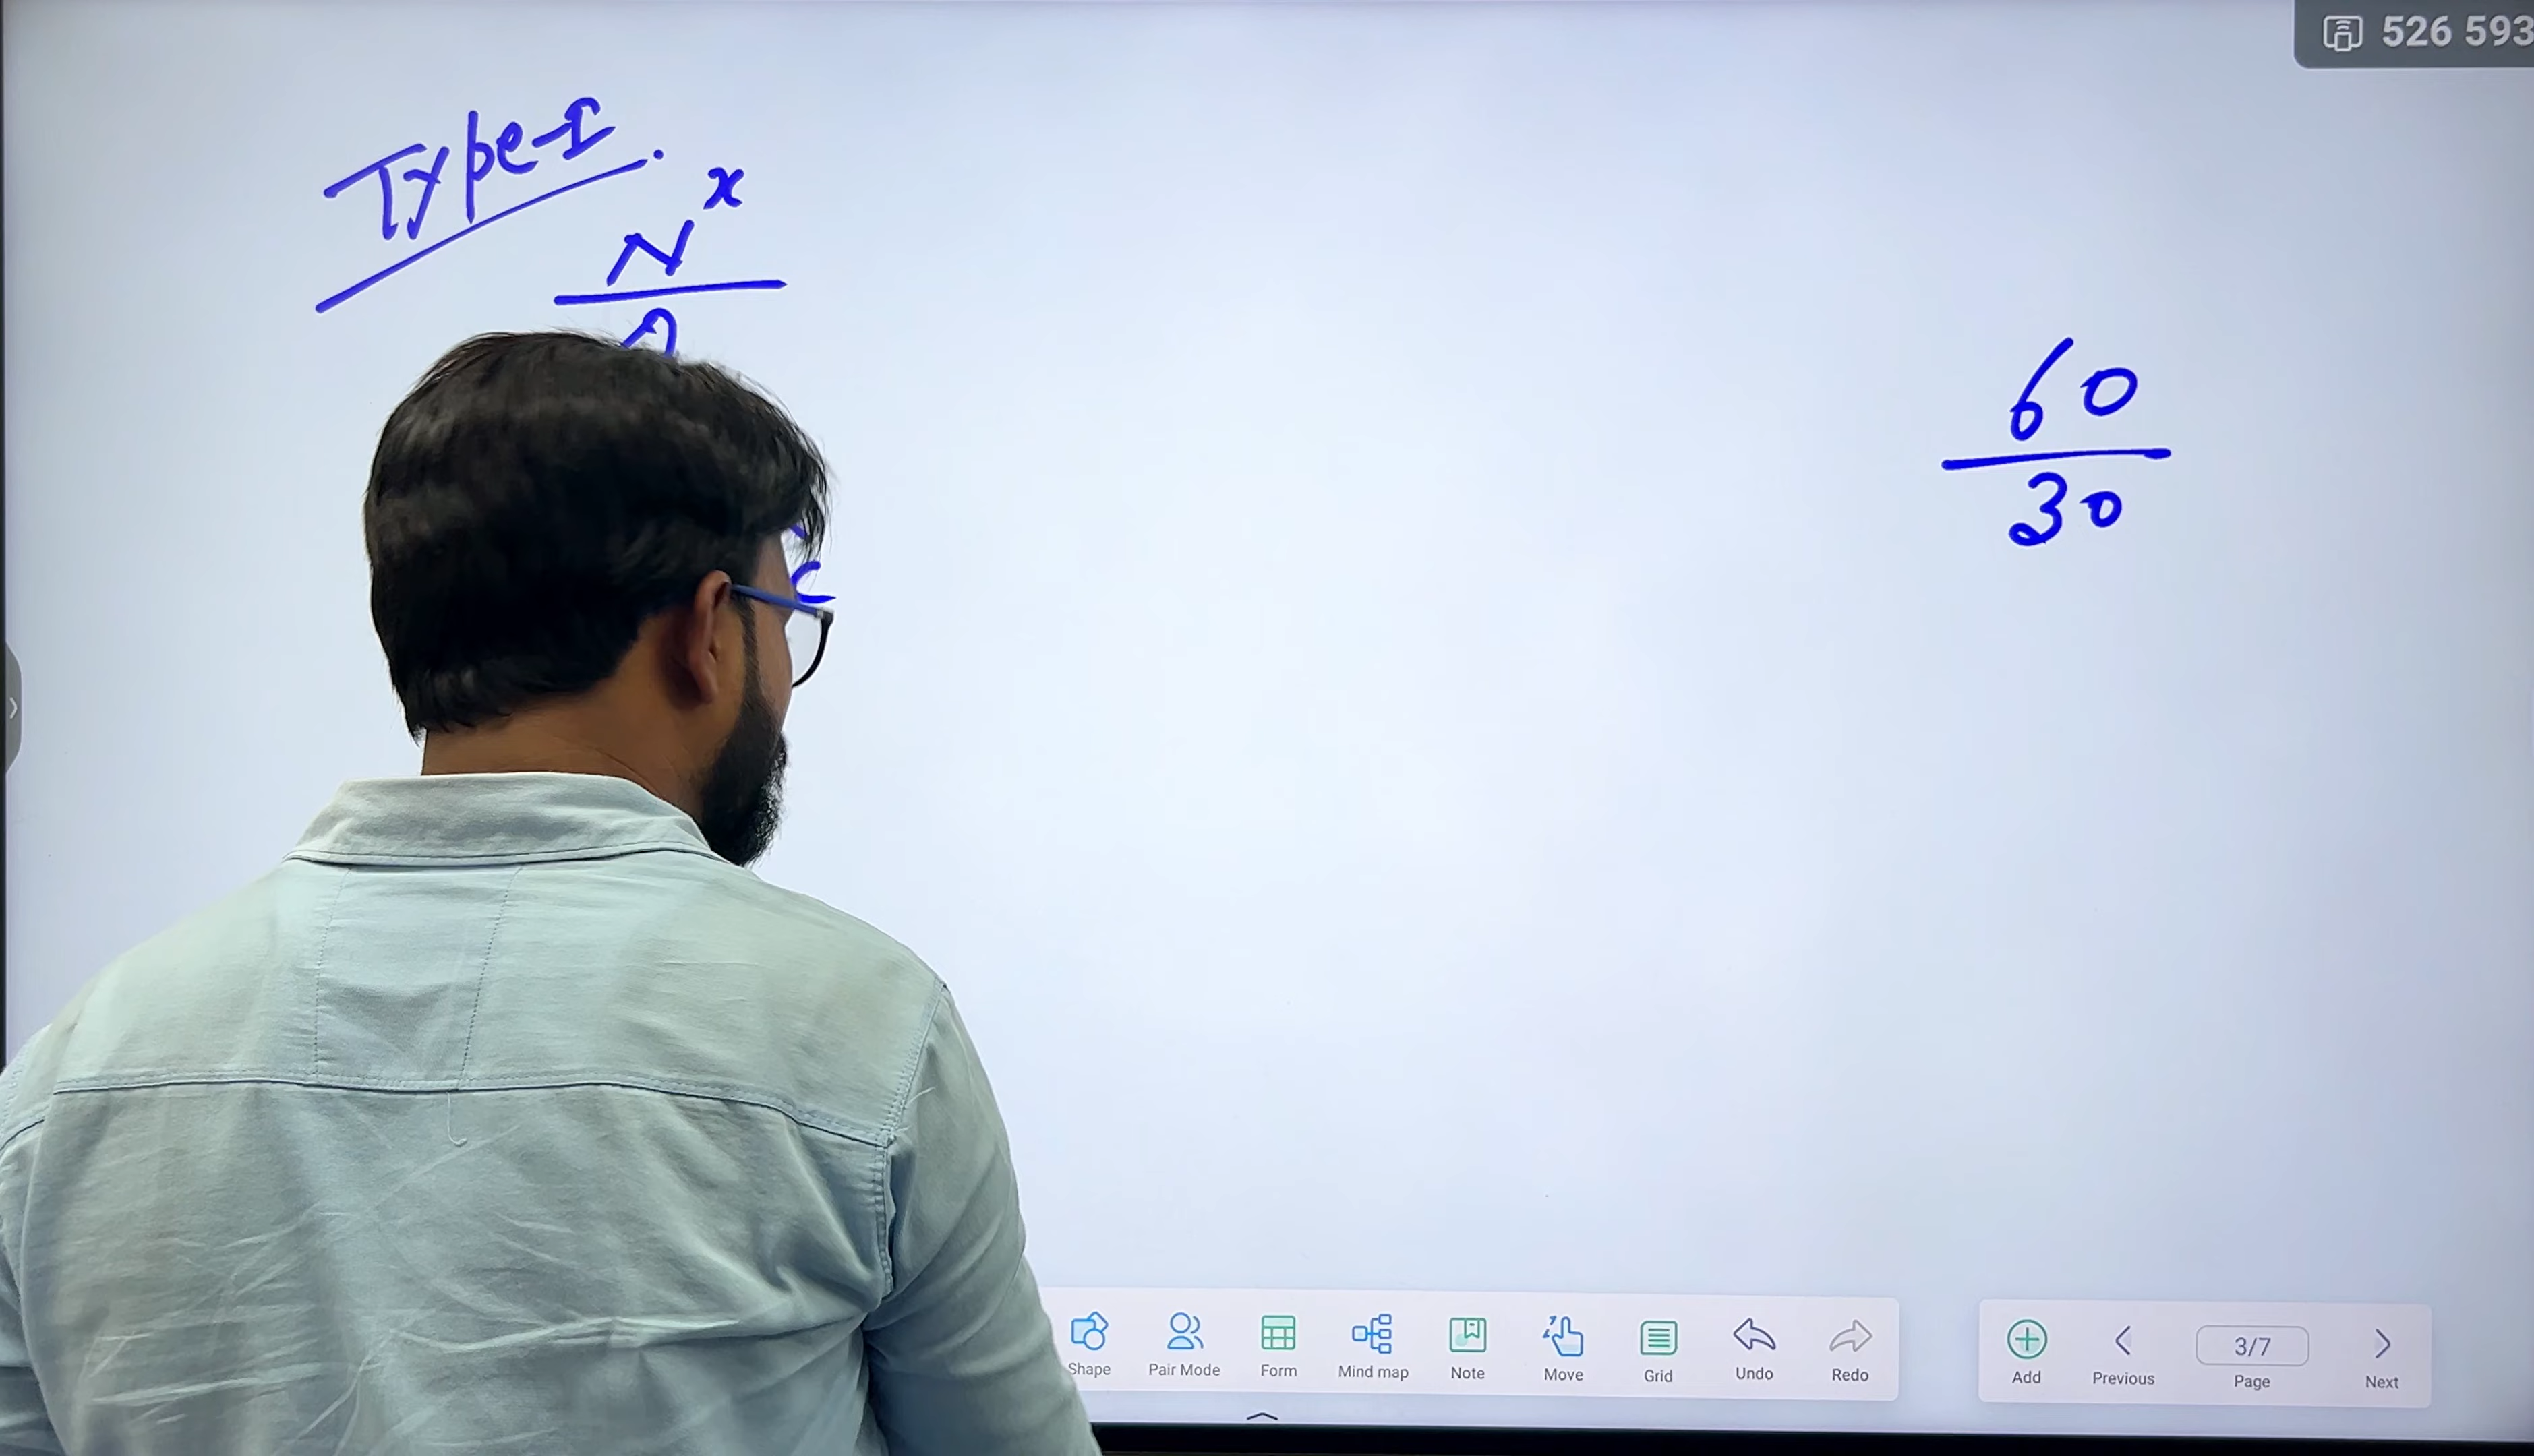 526 593
Type-I.
N^x
60
30
Shape
Pair Mode
Form
Mind map
Note
Move
Grid
Undo
Redo
Add
Previous
3/7
Page
Next